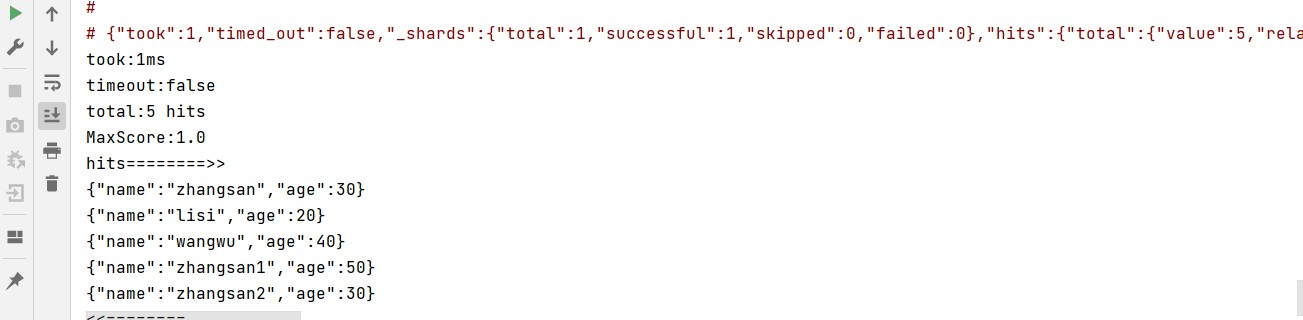 #
# {"took":1,"timed_out":false,"_shards":{"total":1,"successful":1,"skipped":0,"failed":0},"hits":{"total":{"value":5,"rela
took:1ms
timeout:false
total:5 hits
MaxScore:1.0
hits========>>
{"name":"zhangsan","age":30}
{"name":"lisi","age":20}
{"name":"wangwu","age":40}
{"name":"zhangsan1","age":50}
{"name":"zhangsan2","age":30}
<<========